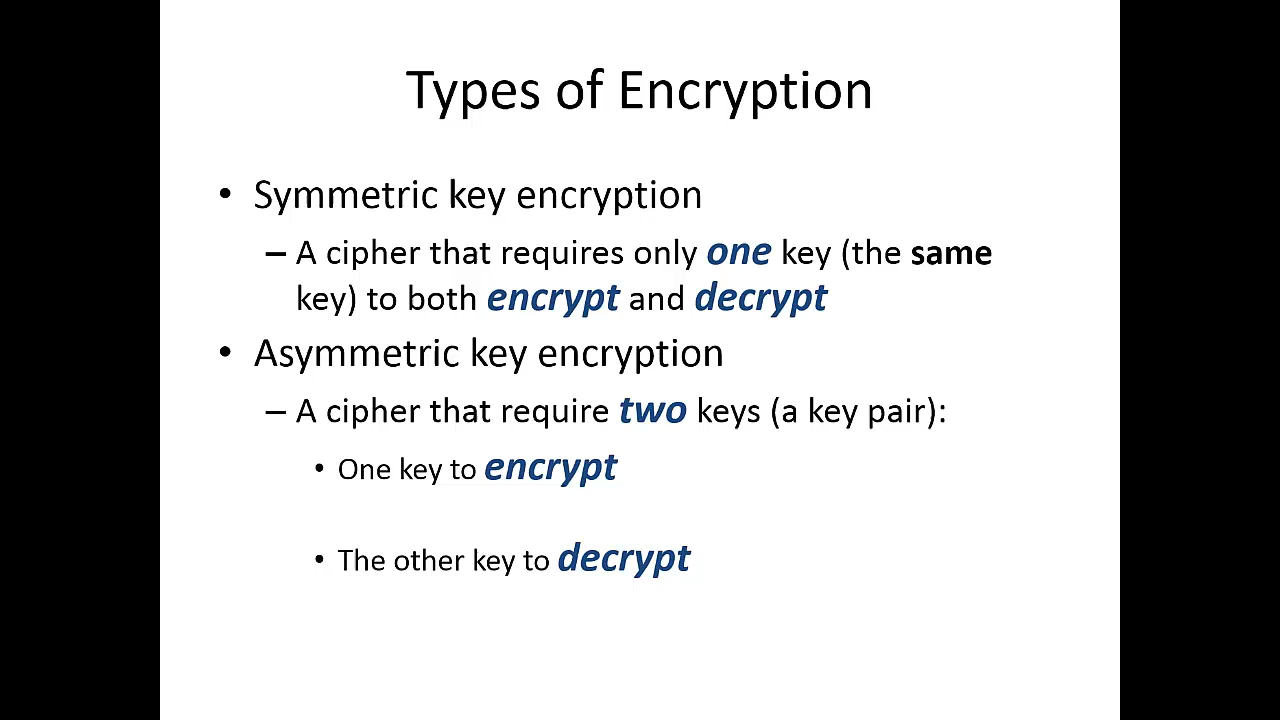 Types of Encryption
• Symmetric key encryption
– A cipher that requires only one key (the same
key) to both encrypt and decrypt
• Asymmetric key encryption
– A cipher that require two keys (a key pair):
• One key to encrypt
• The other key to decrypt